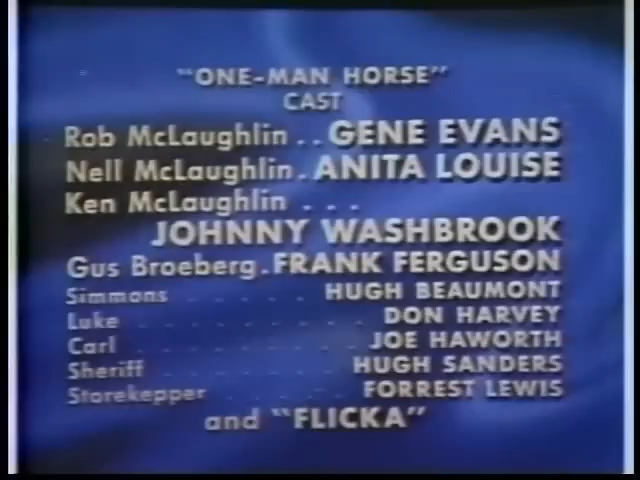 "ONE-MAN HORSE"
CAST
Rob McLaughlin . . GENE EVANS
Nell McLaughlin . ANITA LOUISE
Ken McLaughlin . . .
JOHNNY WASHBROOK
Gus Broeberg . FRANK FERGUSON
Simmons . . . . . . HUGH BEAUMONT
Luke . . . . . . . . . DON HARVEY
Carl . . . . . . . . . JOE HAWORTH
Sheriff . . . . . . . HUGH SANDERS
Storekepper . . . . . FORREST LEWIS
and "FLICKA"